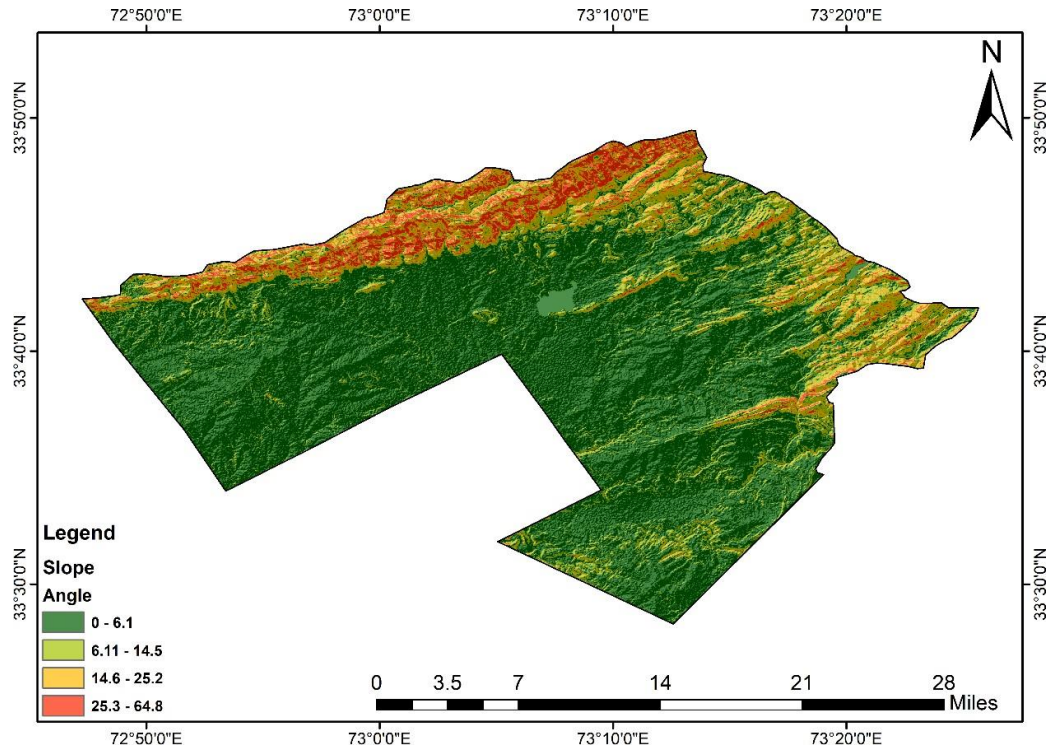 72°50'0"E 73°0'0"E 73°10'0"E 73°20'0"E
N
33°50'0"N 33°50'0"N
33°40'0"N 33°40'0"N
33°30'0"N 33°30'0"N
Legend
Slope
Angle
0 - 6.1
6.11 - 14.5
14.6 - 25.2
25.3 - 64.8
0 3.5 7 14 21 28
Miles
72°50'0"E 73°0'0"E 73°10'0"E 73°20'0"E